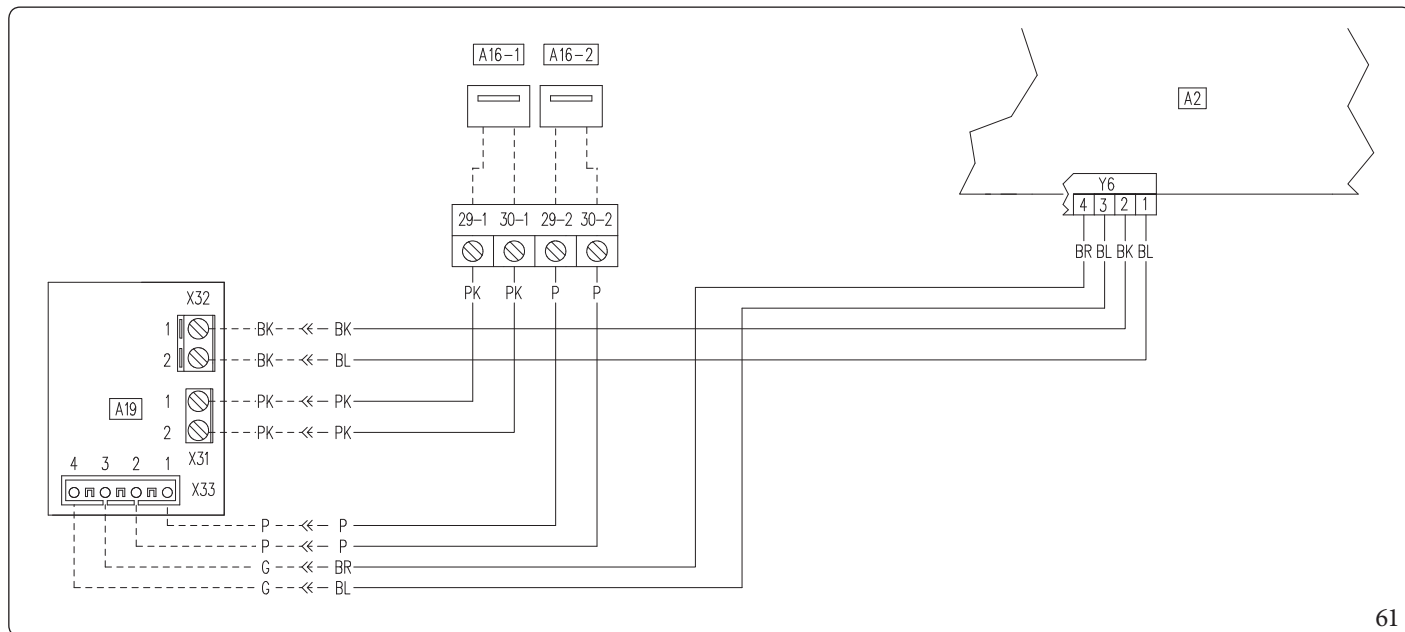 A16-1 A16-2
A2
Y6
4 3 2 1
BR BL BK BL
29-1 30-1 29-2 30-2
PK PK P P
X32
1 BK BK
2 BK BL
A19
1 PK PK
2 PK PK
X31
4 3 2 1
X33
P P
P P
G BR
G BL
61